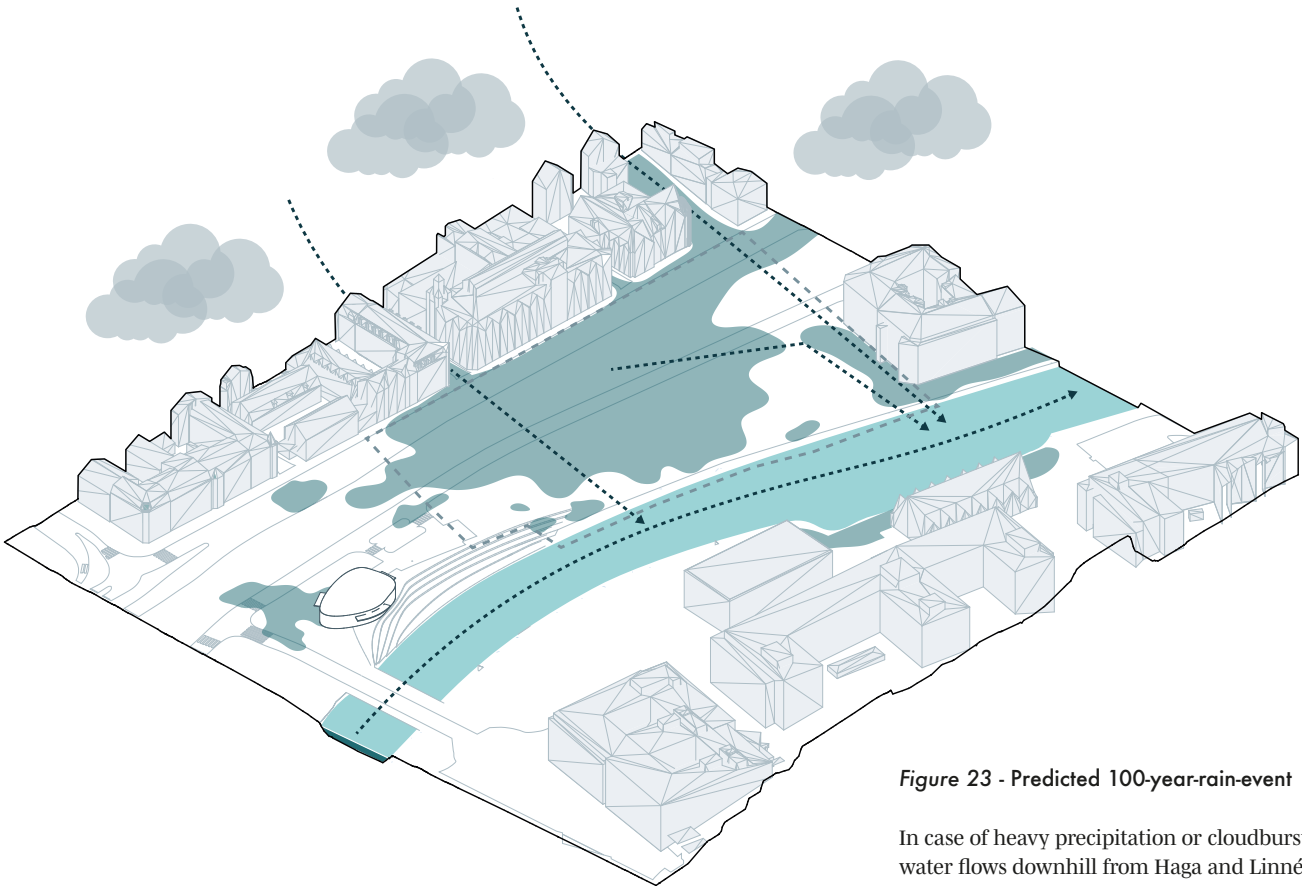 Figure 23 - Predicted 100-year-rain-event
In case of heavy precipitation or cloudburs
water flows downhill from Haga and Linné